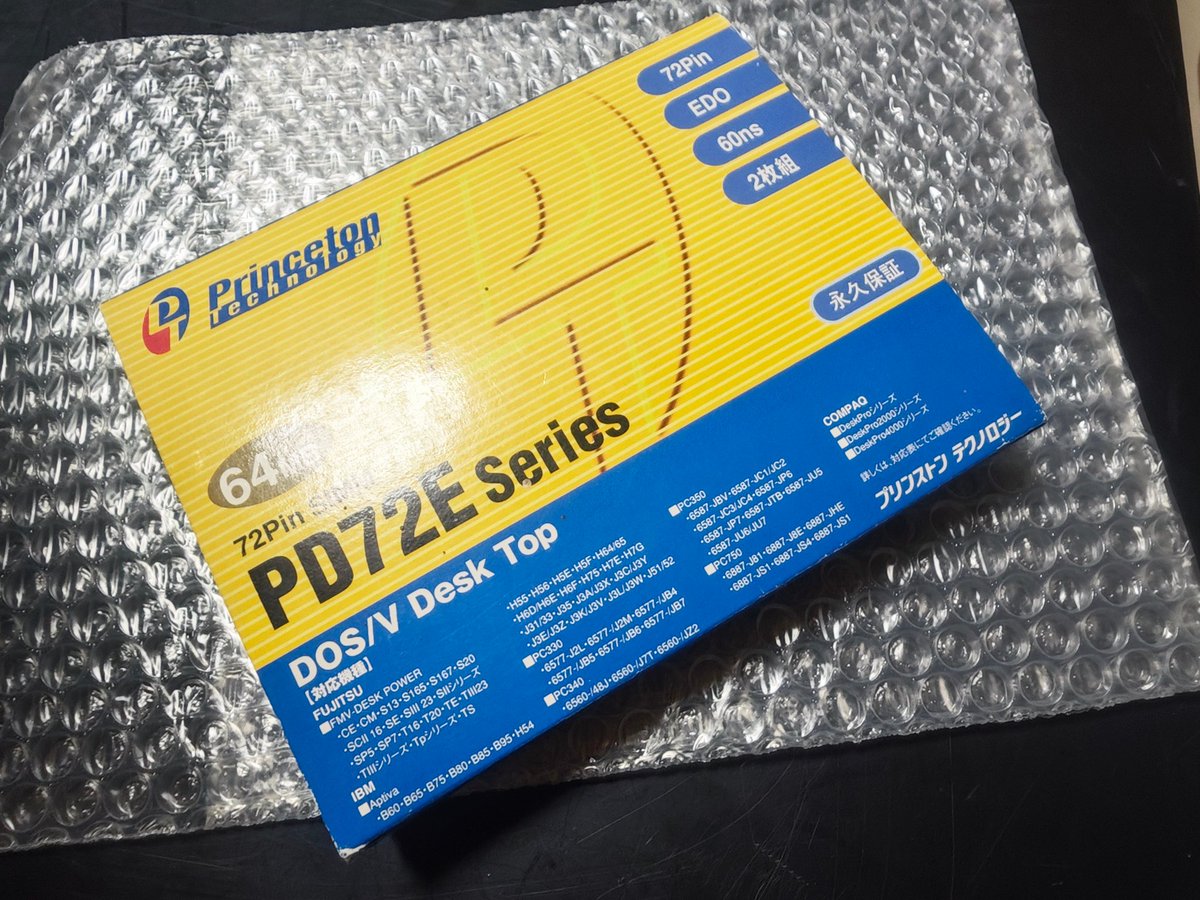 72Pin
EDO
60ns
2枚組
Princeton
Technology
永久保証
72Pin
PD72E Series
DOS/V Desk Top
【対応機種】
FUJITSU
■FMV-DESK POWER
・CE・CM・S13・S165・S167・S20
・SCII 16・SE・SIII 23・SIIシリーズ
・SP5・SP7・T16・T20・TE・TIII23
・TIIIシリーズ・Tpシリーズ・TS
IBM
■Aptiva
・B60・B65・B75・B80・B85・B95・H54
・H55・H56・H5E・H5F・H64/65
・H6D/H6E・H6F・H75・H7E・H7G
・J31/33・J35・J3A/J3X・J3C/J3Y
・J3E/J3Z・J3K/J3V・J3L/J3W・J51/52
■PC330
・6577-J2L・6577-/J2M・6577-/JB4
・6577-/JB5・6577-/JB6・6577-/JB7
■PC340
・6560-/48J・6560-/J7T・6560-/JZ2
■PC350
・6587-JBV・6587-JC1/JC2
・6587-JC3/JC4・6587-JP6
・6587-JP7・6587-JTB・6587-JU5
・6587-JU6/JU7
■PC750
・6887-JB1・6887-J8E・6887-JHE
・6887-JS1・6887-JS4・6887-JS1
COMPAQ
■DeskProシリーズ
■DeskPro2000シリーズ
■DeskPro4000シリーズ
詳しくは、対応表にてご確認ください。
プリンストン テクノロジー